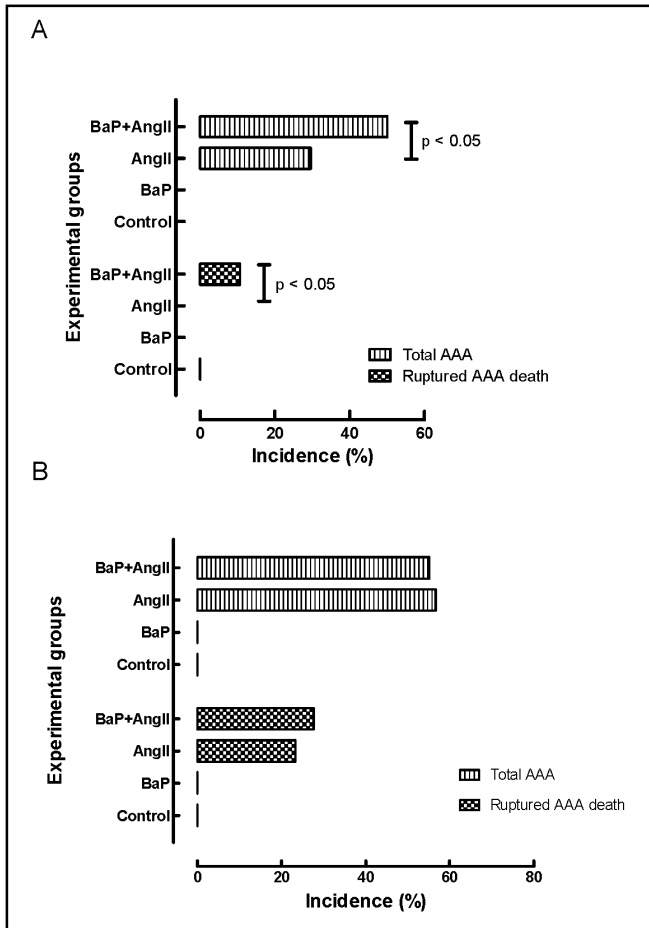 A
Experimental groups
BaP+AngII
AngII
BaP
Control
BaP+AngII
AngII
BaP
Control
p < 0.05
p < 0.05
Total AAA
Ruptured AAA death
0 20 40 60
Incidence (%)
B
Experimental groups
BaP+AngII
AngII
BaP
Control
BaP+AngII
AngII
BaP
Control
Total AAA
Ruptured AAA death
0 20 40 60 80
Incidence (%)